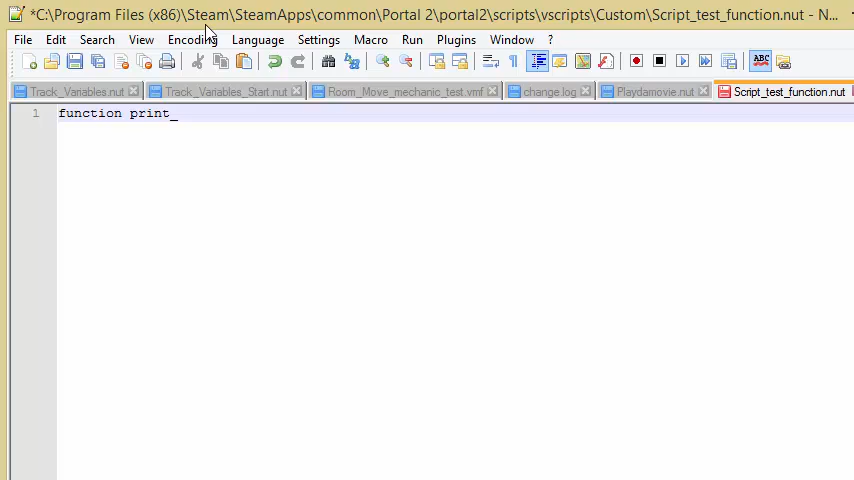 *C:\Program Files (x86)\Steam\SteamApps\common\Portal 2\portal2\scripts\vscripts\Custom\Script_test_function.nut - N...
File Edit Search View Encoding Language Settings Macro Run Plugins Window ?
ABC
Track_Variables.nut Track_Variables_Start.nut Room_Move_mechanic_test.vmf change.log Playdamovie.nut Script_test_function.nut
1 function print_